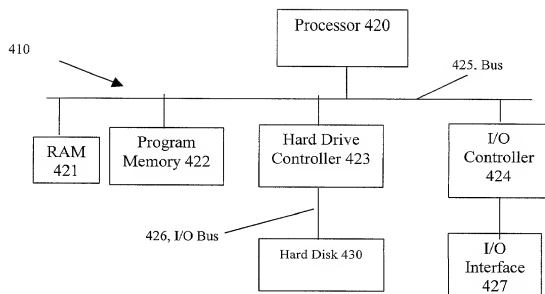 Processor 420
410
425, Bus
RAM
421
Program
Memory 422
Hard Drive
Controller 423
I/O
Controller
424
426, I/O Bus
Hard Disk 430
I/O
Interface
427